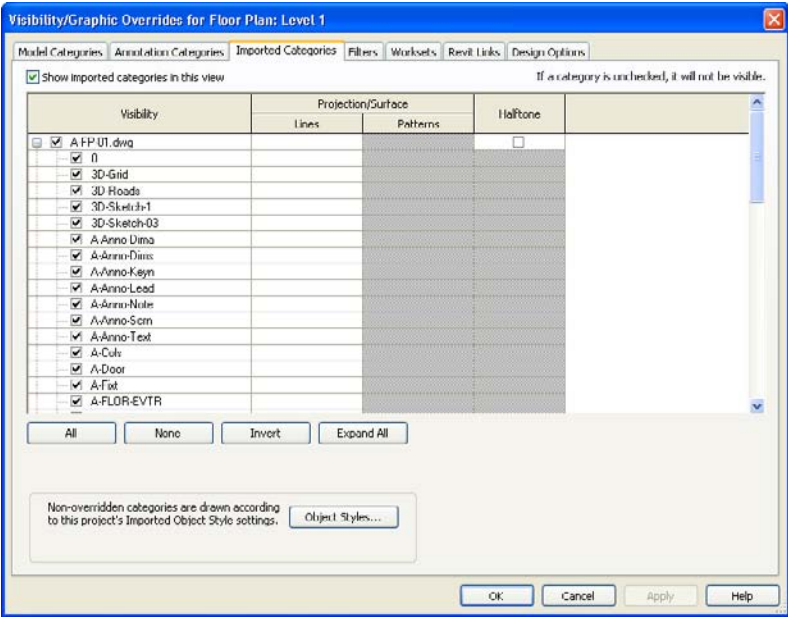 Visibility/Graphic Overrides for Floor Plan: Level 1
Model Categories Annotation Categories Imported Categories Filters Worksets Revit Links Design Options
Show imported categories in this view If a category is unchecked, it will not be visible.
Visibility Projection/Surface Halftone
Lines Patterns
A-FP-01.dwg
0
3D-Grid
3D-Roads
3D-Sketch-1
3D-Sketch-03
A-Anno-Dima
A-Anno-Dims
A-Anno-Keyn
A-Anno-Lead
A-Anno-Note
A-Anno-Scrn
A-Anno-Text
A-Cols
A-Door
A-Fixt
A-FLOR-EVTR
All None Invert Expand All
Non-overridden categories are drawn according
to this project's Imported Object Style settings. Object Styles...
OK Cancel Apply Help